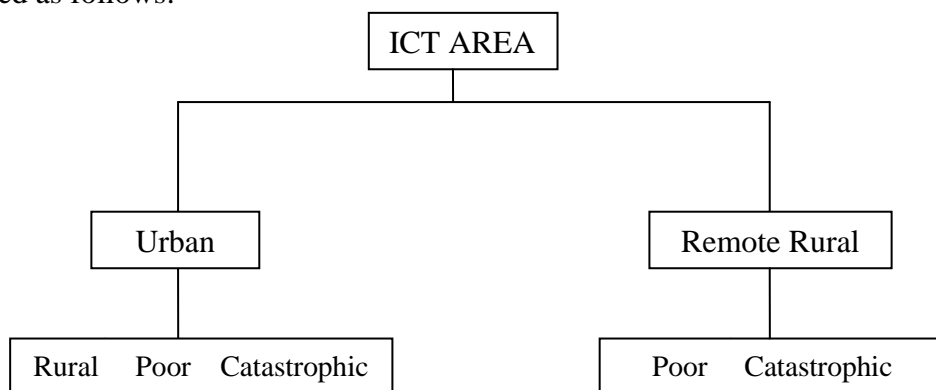 ed as follows:
ICT AREA
Urban Remote Rural
Rural Poor Catastrophic Poor Catastrophic